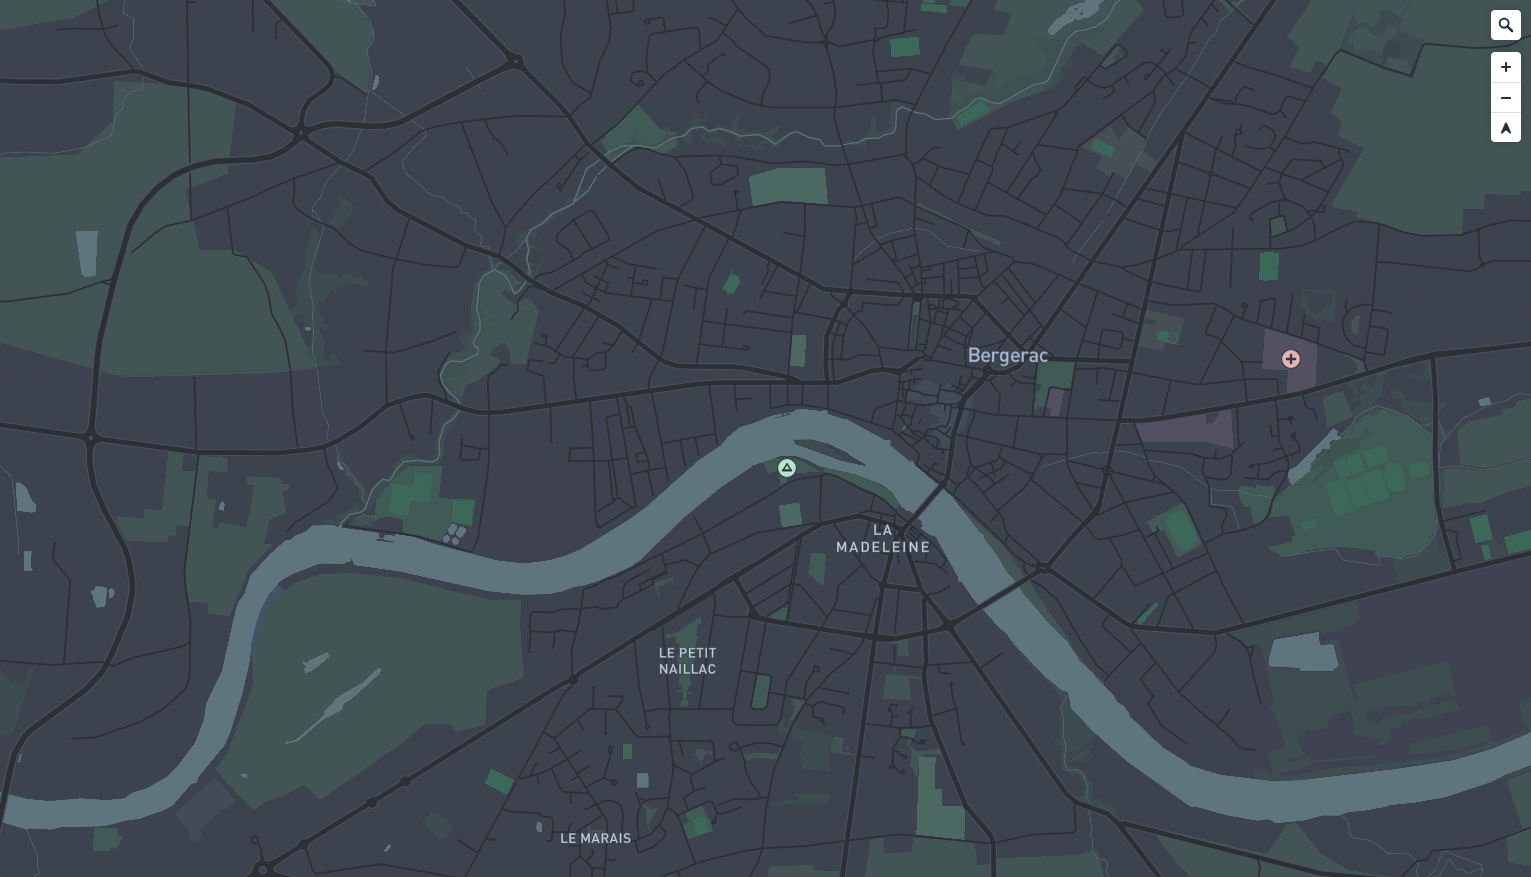 Bergerac
LA
MADELEINE
LE PETIT
NAILLAC
LE MARAIS